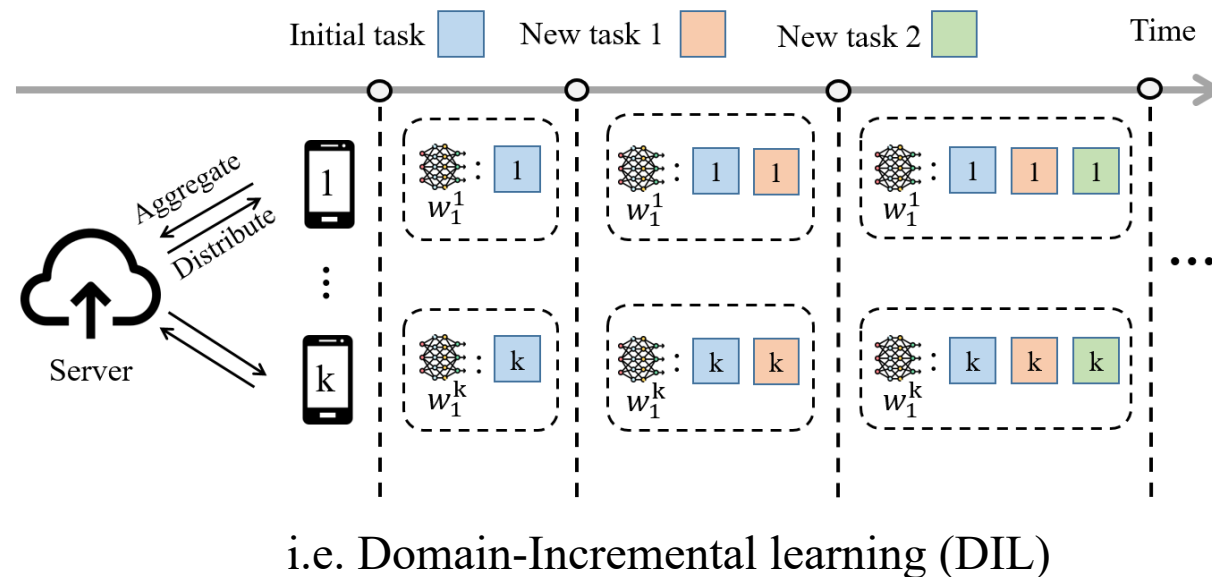 Initial task New task 1 New task 2 Time
Aggregate
Distribute
Server
1
⋮
k
w₁¹ : 1
w₁¹ : 1 1
w₁¹ : 1 1 1
...
w₁ᵏ : k
w₁ᵏ : k k
w₁ᵏ : k k k
i.e. Domain-Incremental learning (DIL)